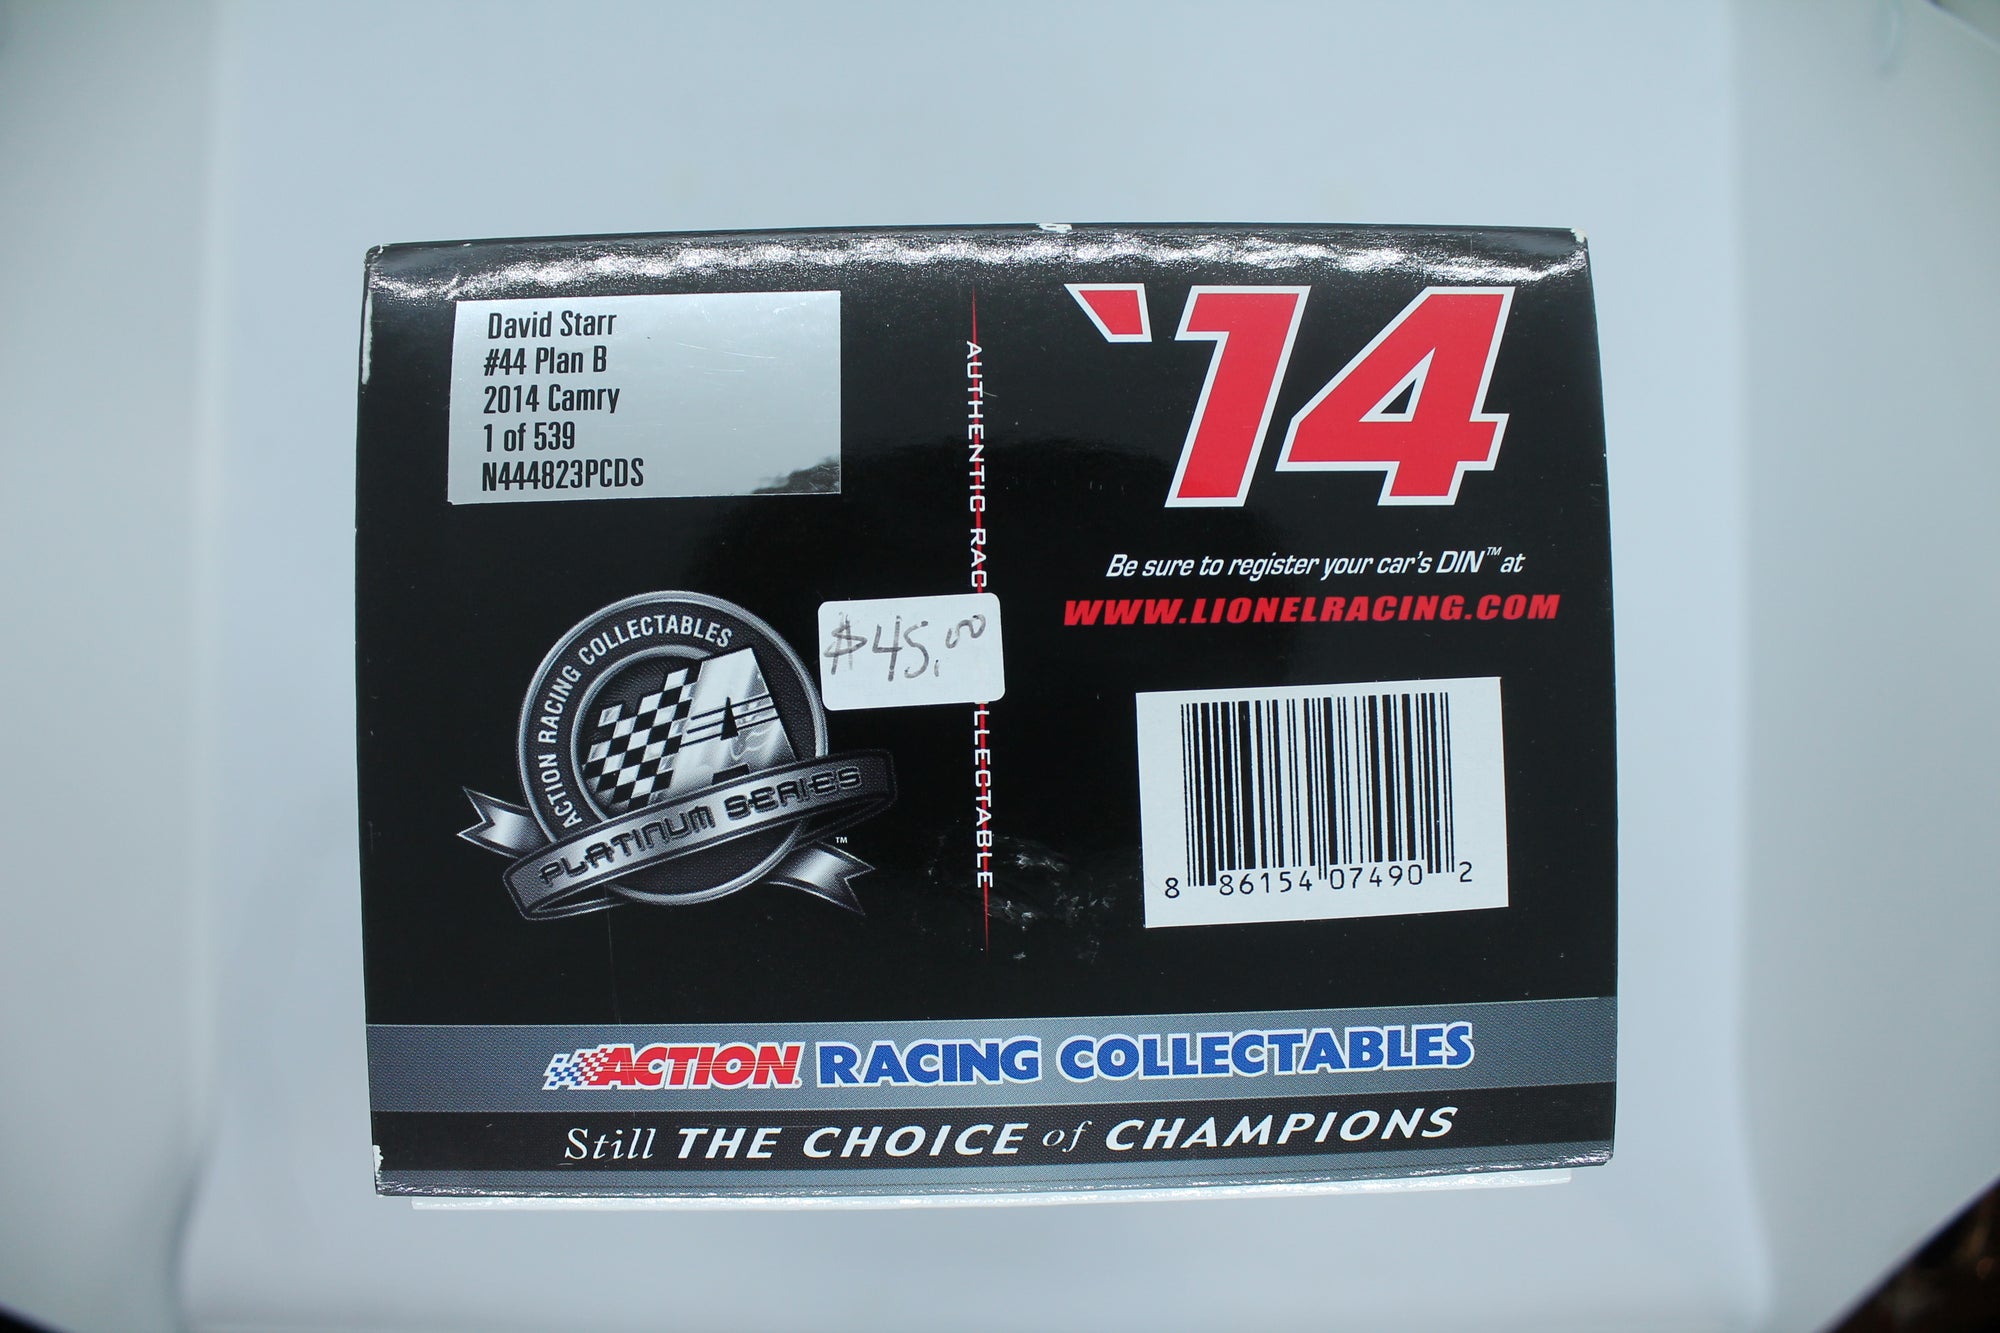 David Starr
#44 Plan B
2014 Camry
1 of 539
N444823PCDS
AUTHENTIC RAC LLECTABLE
'14
Be sure to register your car's DIN™ at
WWW.LIONELRACING.COM
$45.00
ACTION RACING COLLECTABLES
A
PLATINUM SERIES
TM
8 86154 07490 2
ACTION RACING COLLECTABLES
Still THE CHOICE of CHAMPIONS